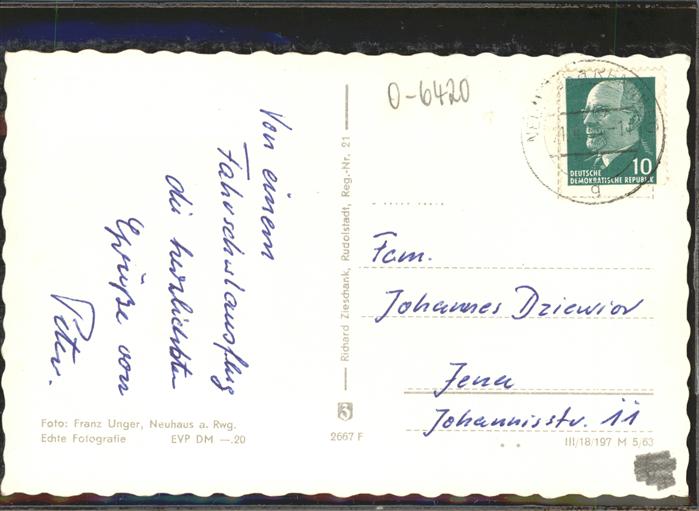 O-6420
Von einem
Fahrschulausflug
die herzlichsten
Grüße von
Peter.
Richard Zieschank, Rudolstadt, Reg.-Nr. 21
10
DEUTSCHE
DEMOKRATISCHE REPUBLIK
g
Fam.
Johannes Dziewior
Jena
Johannisstr. 11
Foto: Franz Unger, Neuhaus a. Rwg.
Echte Fotografie EVP DM —.20
2667 F
III/18/197 M 5/63